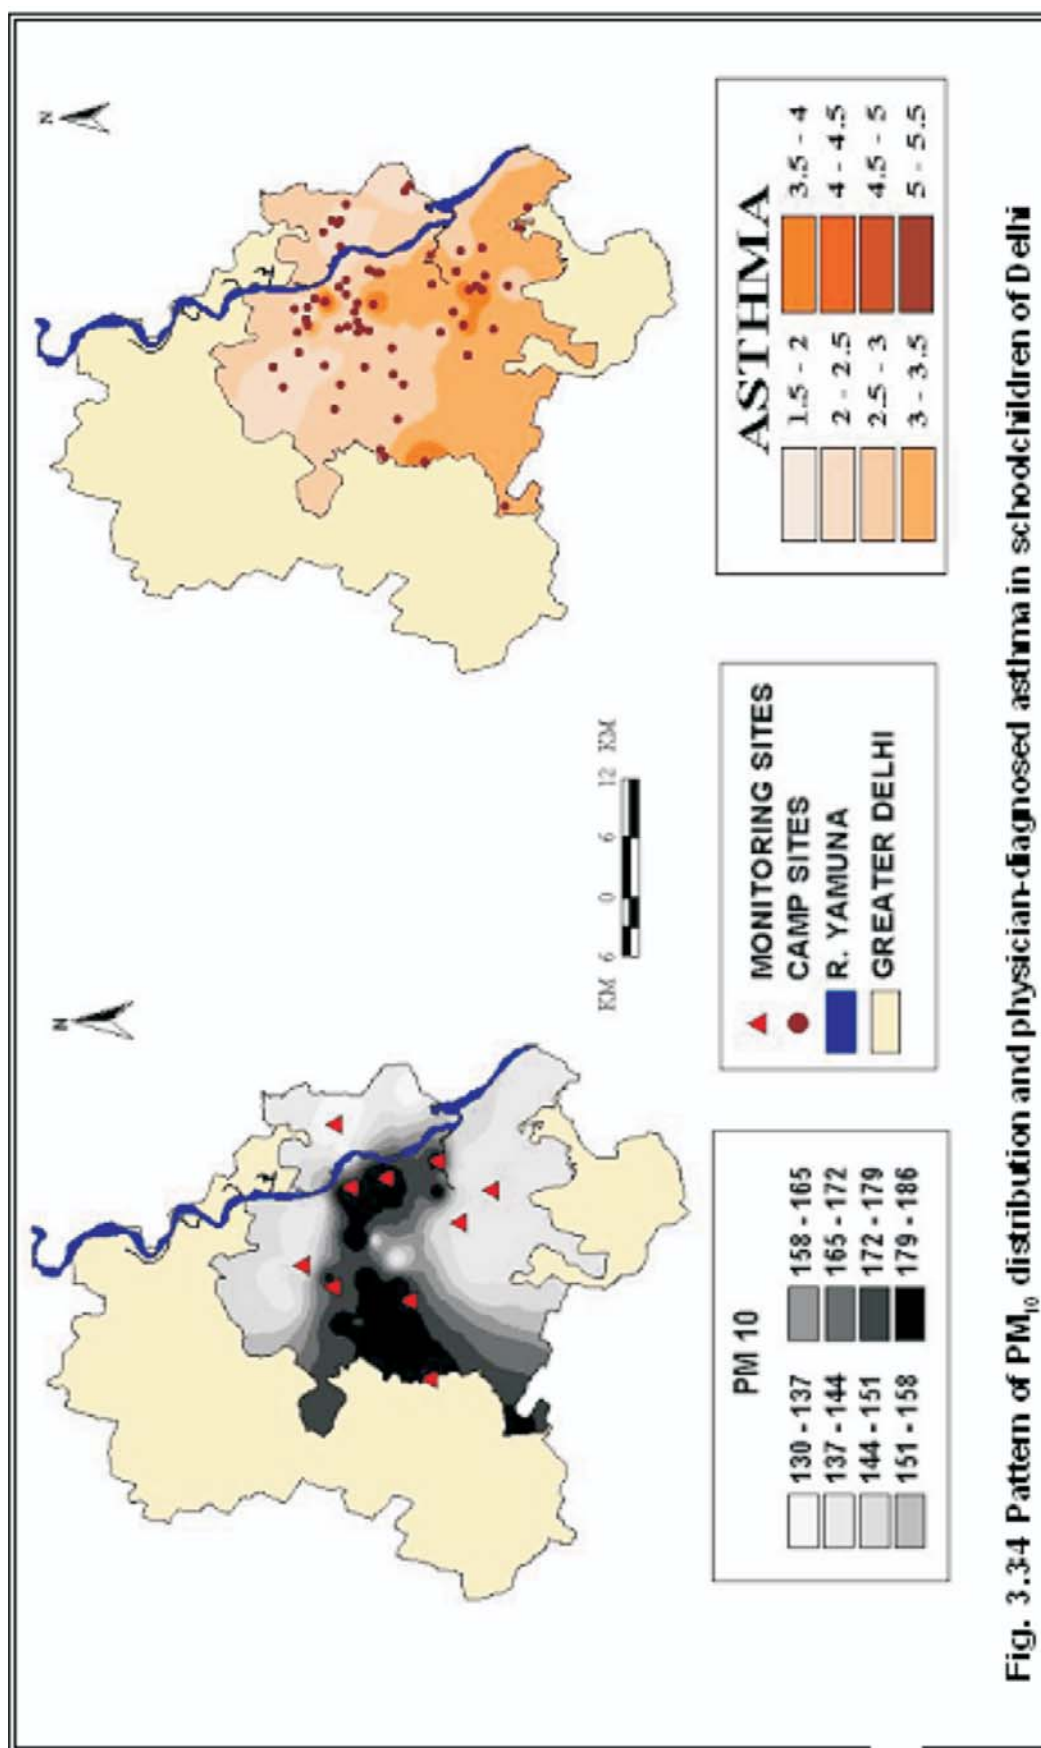 N
N
KM 6 0 6 12 KM
PM 10
130 - 137
137 - 144
144 - 151
151 - 158
158 - 165
165 - 172
172 - 179
179 - 186
MONITORING SITES
CAMP SITES
R. YAMUNA
GREATER DELHI
ASTHMA
1.5 - 2
2 - 2.5
2.5 - 3
3 - 3.5
3.5 - 4
4 - 4.5
4.5 - 5
5 - 5.5
Fig. 3.34 Pattern of PM₁₀ distribution and physician-diagnosed asthma in schoolchildren of Delhi